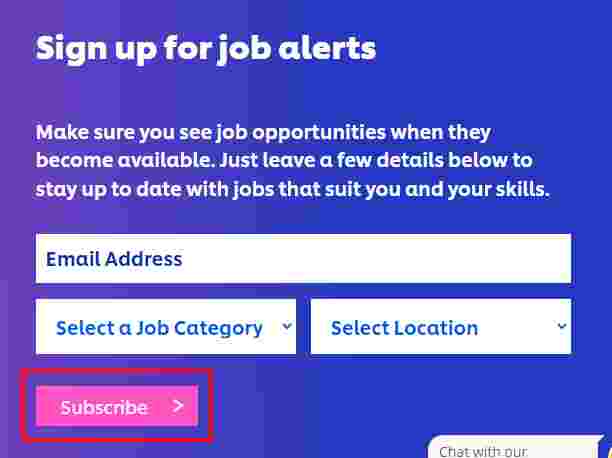 Sign up for job alerts
Make sure you see job opportunities when they
become available. Just leave a few details below to
stay up to date with jobs that suit you and your skills.
Email Address
Select a Job Category
Select Location
Subscribe >
Chat with our